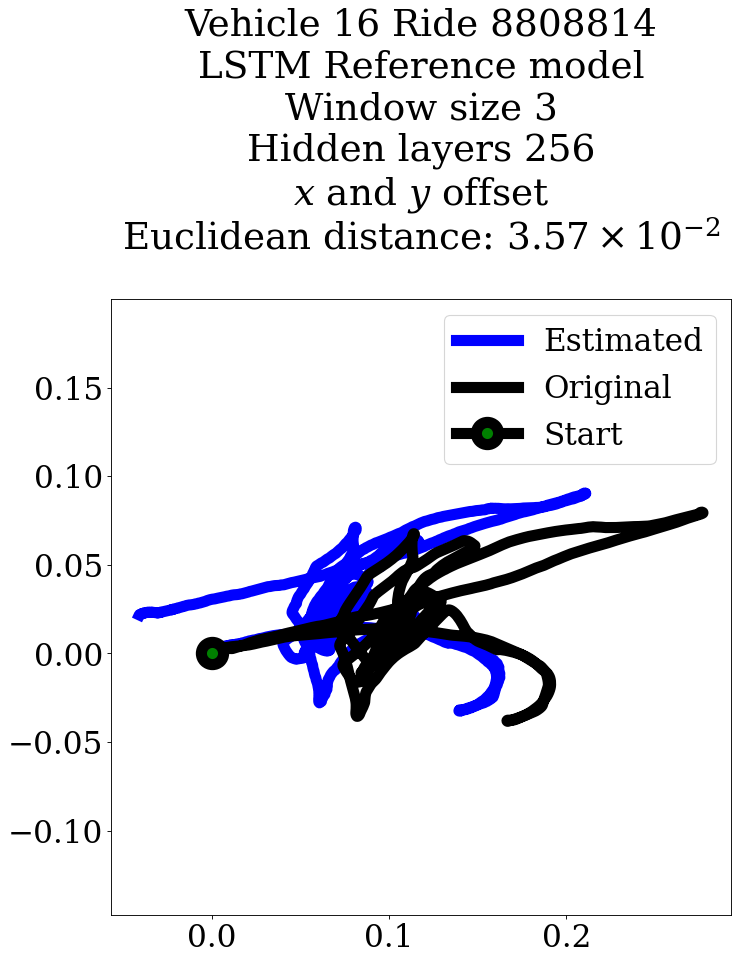 Vehicle 16 Ride 8808814
LSTM Reference model
Window size 3
Hidden layers 256
x and y offset
Euclidean distance: 3.57 × 10⁻²
Estimated
Original
Start
0.15
0.10
0.05
0.00
−0.05
−0.10
0.0 0.1 0.2